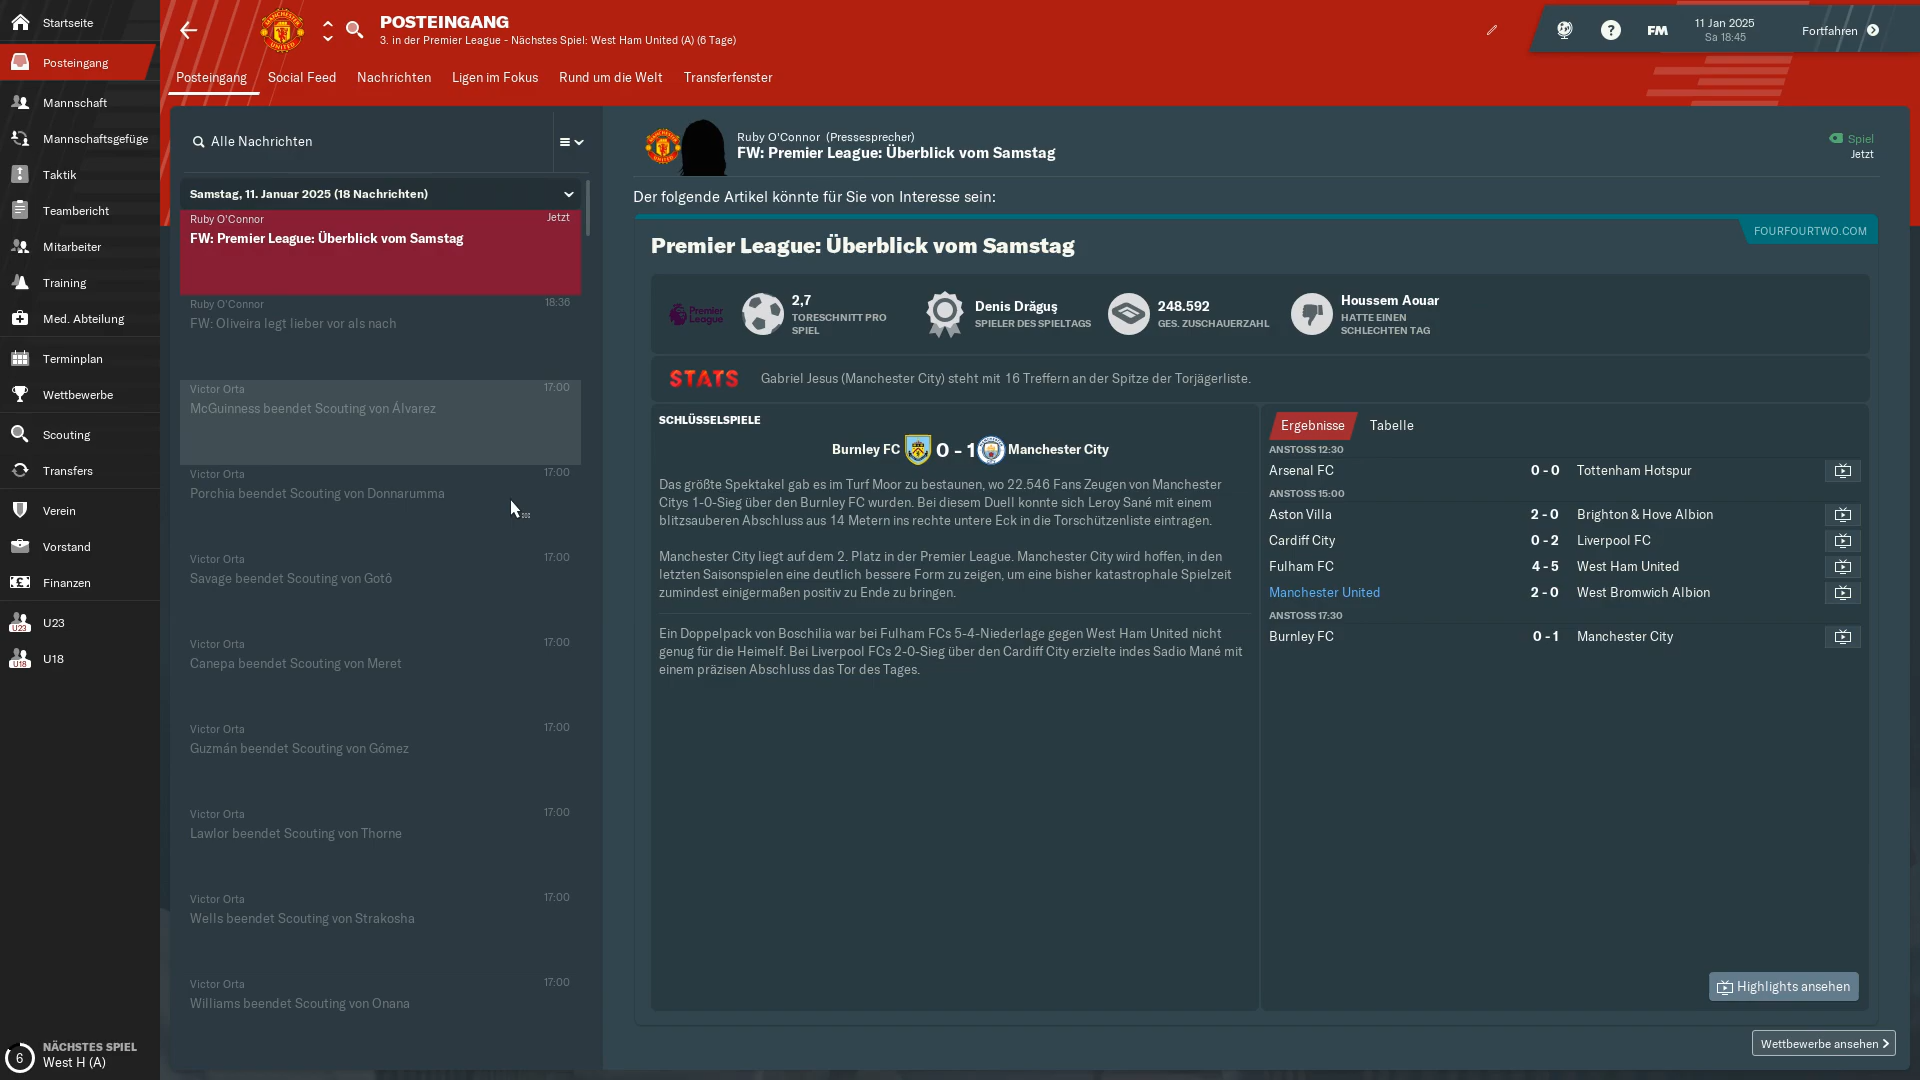 Startseite
Posteingang
Mannschaft
Mannschaftsgefüge
Taktik
Teambericht
Mitarbeiter
Training
Med. Abteilung
Terminplan
Wettbewerbe
Scouting
Transfers
Verein
Vorstand
Finanzen
U23
U23
U18
U18
6
NÄCHSTES SPIEL
West H (A)
POSTEINGANG
3. in der Premier League - Nächstes Spiel: West Ham United (A) (6 Tage)
FM
11 Jan 2025
Sa 18:45
Fortfahren
Posteingang
Social Feed
Nachrichten
Ligen im Fokus
Rund um die Welt
Transferfenster
Alle Nachrichten
Samstag, 11. Januar 2025 (18 Nachrichten)
Ruby O'Connor
Jetzt
FW: Premier League: Überblick vom Samstag
Ruby O'Connor
18:36
FW: Oliveira legt lieber vor als nach
Victor Orta
17:00
McGuinness beendet Scouting von Álvarez
Victor Orta
17:00
Porchia beendet Scouting von Donnarumma
Victor Orta
17:00
Savage beendet Scouting von Gotō
Victor Orta
17:00
Canepa beendet Scouting von Meret
Victor Orta
17:00
Guzmán beendet Scouting von Gómez
Victor Orta
17:00
Lawlor beendet Scouting von Thorne
Victor Orta
17:00
Wells beendet Scouting von Strakosha
Victor Orta
17:00
Williams beendet Scouting von Onana
Ruby O'Connor (Pressesprecher)
FW: Premier League: Überblick vom Samstag
Spiel
Jetzt
Der folgende Artikel könnte für Sie von Interesse sein:
FOURFOURTWO.COM
Premier League: Überblick vom Samstag
Premier League
2,7
TORESCHNITT PRO
SPIEL
Denis Drăguş
SPIELER DES SPIELTAGS
248.592
GES. ZUSCHAUERZAHL
Houssem Aouar
HATTE EINEN
SCHLECHTEN TAG
STATS
Gabriel Jesus (Manchester City) steht mit 16 Treffern an der Spitze der Torjägerliste.
SCHLÜSSELSPIELE
Burnley FC 0 - 1 Manchester City
Das größte Spektakel gab es im Turf Moor zu bestaunen, wo 22.546 Fans Zeugen von Manchester
Citys 1-0-Sieg über den Burnley FC wurden. Bei diesem Duell konnte sich Leroy Sané mit einem
blitzsauberen Abschluss aus 14 Metern ins rechte untere Eck in die Torschützenliste eintragen.
Manchester City liegt auf dem 2. Platz in der Premier League. Manchester City wird hoffen, in den
letzten Saisonspielen eine deutlich bessere Form zu zeigen, um eine bisher katastrophale Spielzeit
zumindest einigermaßen positiv zu Ende zu bringen.
Ein Doppelpack von Boschilia war bei Fulham FCs 5-4-Niederlage gegen West Ham United nicht
genug für die Heimelf. Bei Liverpool FCs 2-0-Sieg über den Cardiff City erzielte indes Sadio Mané mit
einem präzisen Abschluss das Tor des Tages.
Ergebnisse
Tabelle
ANSTOSS 12:30
Arsenal FC 0 - 0 Tottenham Hotspur
ANSTOSS 15:00
Aston Villa 2 - 0 Brighton & Hove Albion
Cardiff City 0 - 2 Liverpool FC
Fulham FC 4 - 5 West Ham United
Manchester United 2 - 0 West Bromwich Albion
ANSTOSS 17:30
Burnley FC 0 - 1 Manchester City
Highlights ansehen
Wettbewerbe ansehen